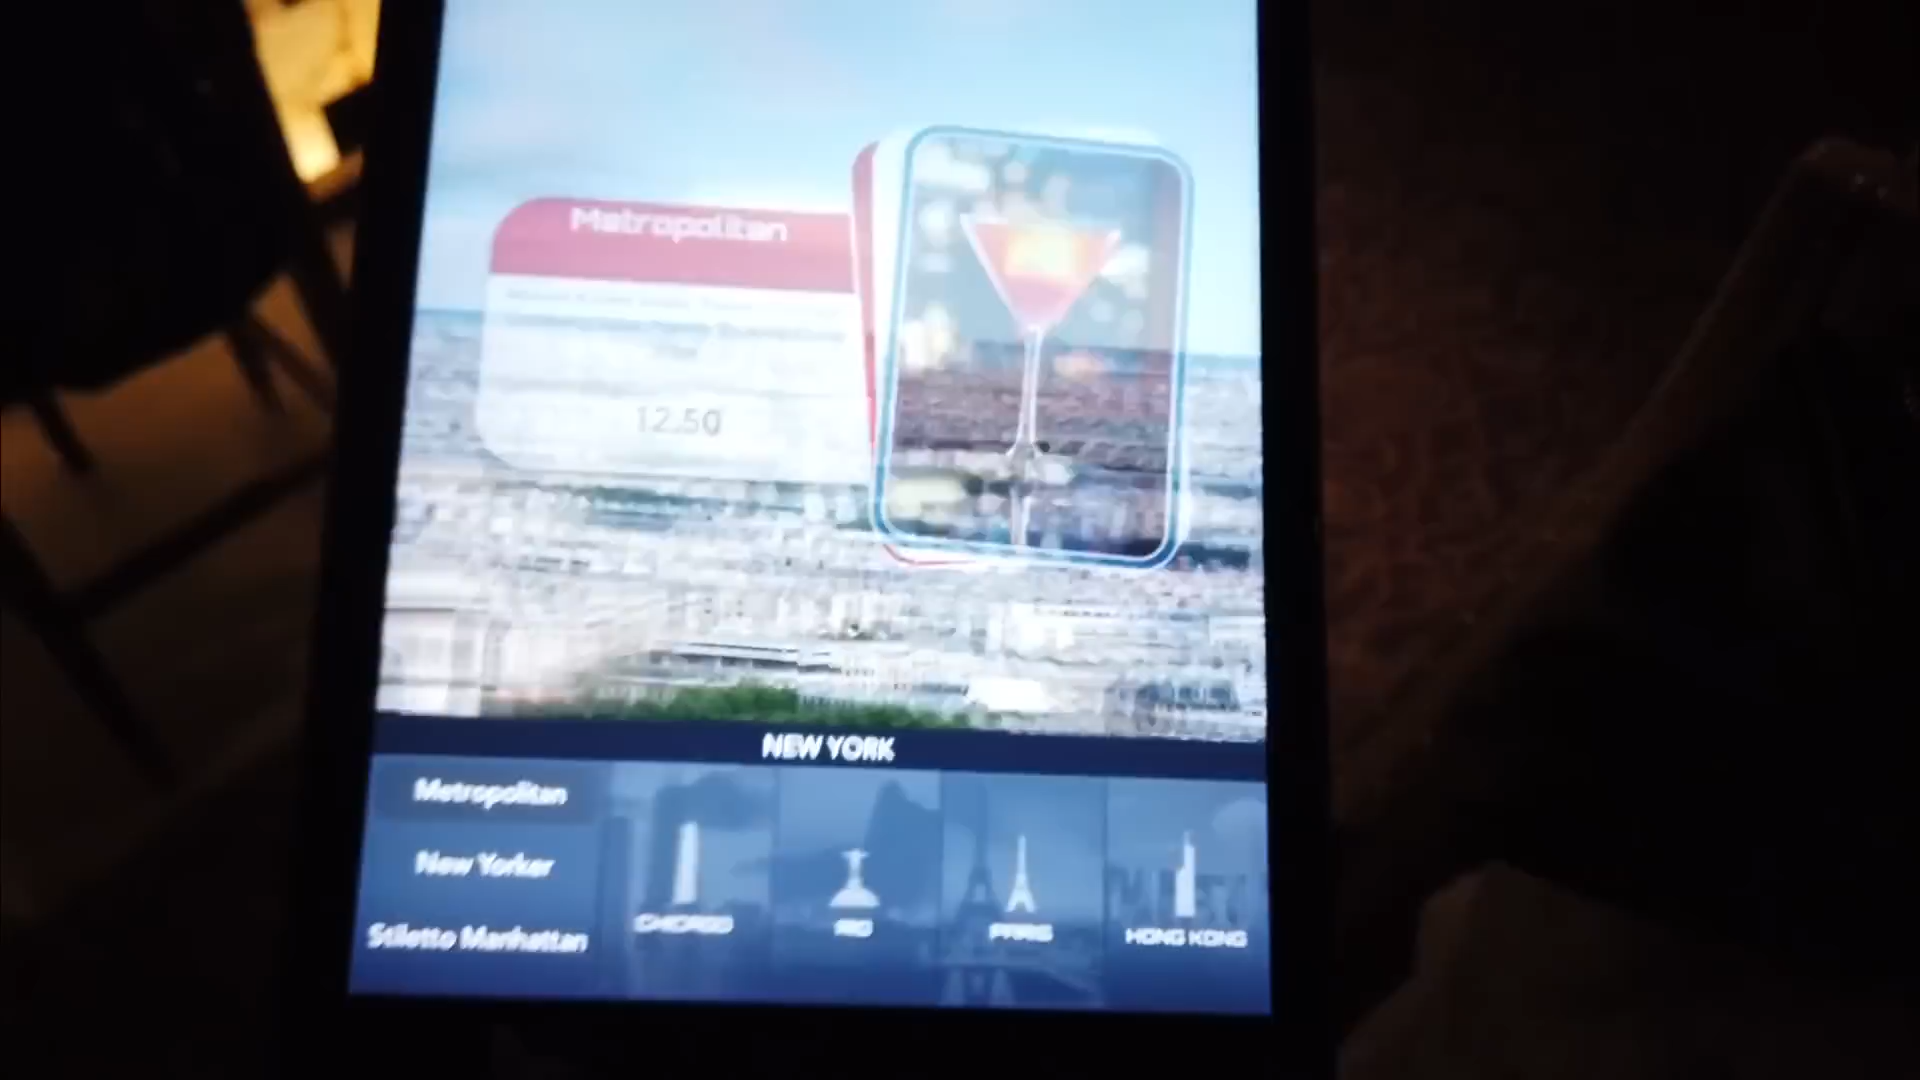 Metropolitan
12.50
NEW YORK
Metropolitan
New Yorker
Stiletto Manhattan
CHICAGO
RIO
PARIS
HONG KONG